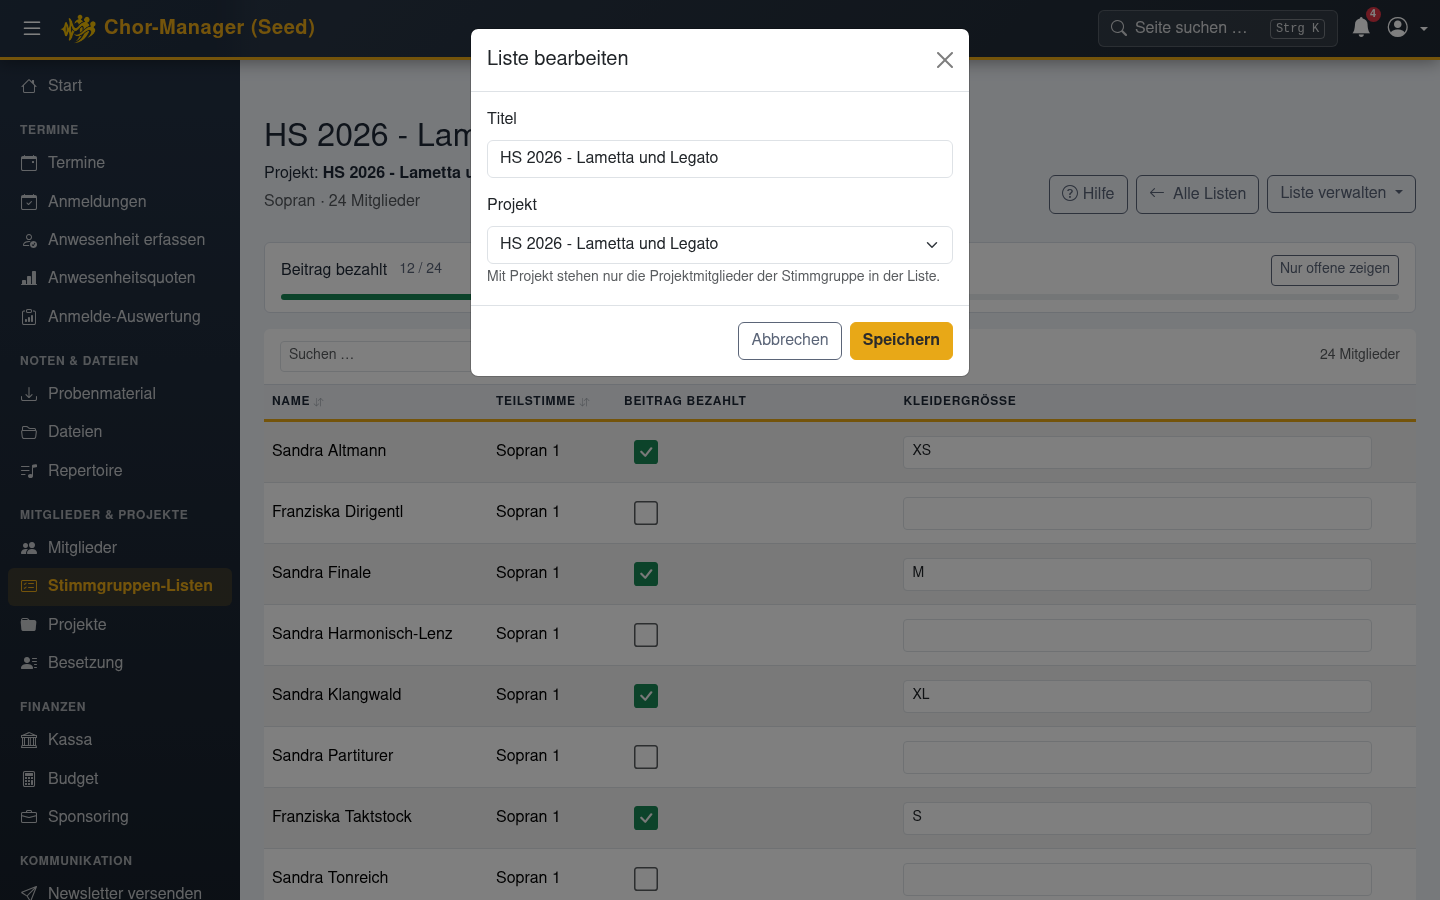 Chor-Manager (Seed)
Seite suchen …
Strg K
4
Start
TERMINE
Termine
Anmeldungen
Anwesenheit erfassen
Anwesenheitsquoten
Anmelde-Auswertung
NOTEN & DATEIEN
Probenmaterial
Dateien
Repertoire
MITGLIEDER & PROJEKTE
Mitglieder
Stimmgruppen-Listen
Projekte
Besetzung
FINANZEN
Kassa
Budget
Sponsoring
KOMMUNIKATION
Newsletter versenden
HS 2026 - Lam
Projekt: HS 2026 - Lametta u
Sopran · 24 Mitglieder
Hilfe
Alle Listen
Liste verwalten
Beitrag bezahlt 12 / 24
Nur offene zeigen
Suchen …
24 Mitglieder
Liste bearbeiten
Titel
HS 2026 - Lametta und Legato
Projekt
HS 2026 - Lametta und Legato
Mit Projekt stehen nur die Projektmitglieder der Stimmgruppe in der Liste.
Abbrechen
Speichern
NAME TEILSTIMME BEITRAG BEZAHLT KLEIDERGRÖSSE
Sandra Altmann Sopran 1 XS
Franziska Dirigentl Sopran 1
Sandra Finale Sopran 1 M
Sandra Harmonisch-Lenz Sopran 1
Sandra Klangwald Sopran 1 XL
Sandra Partiturer Sopran 1
Franziska Taktstock Sopran 1 S
Sandra Tonreich Sopran 1